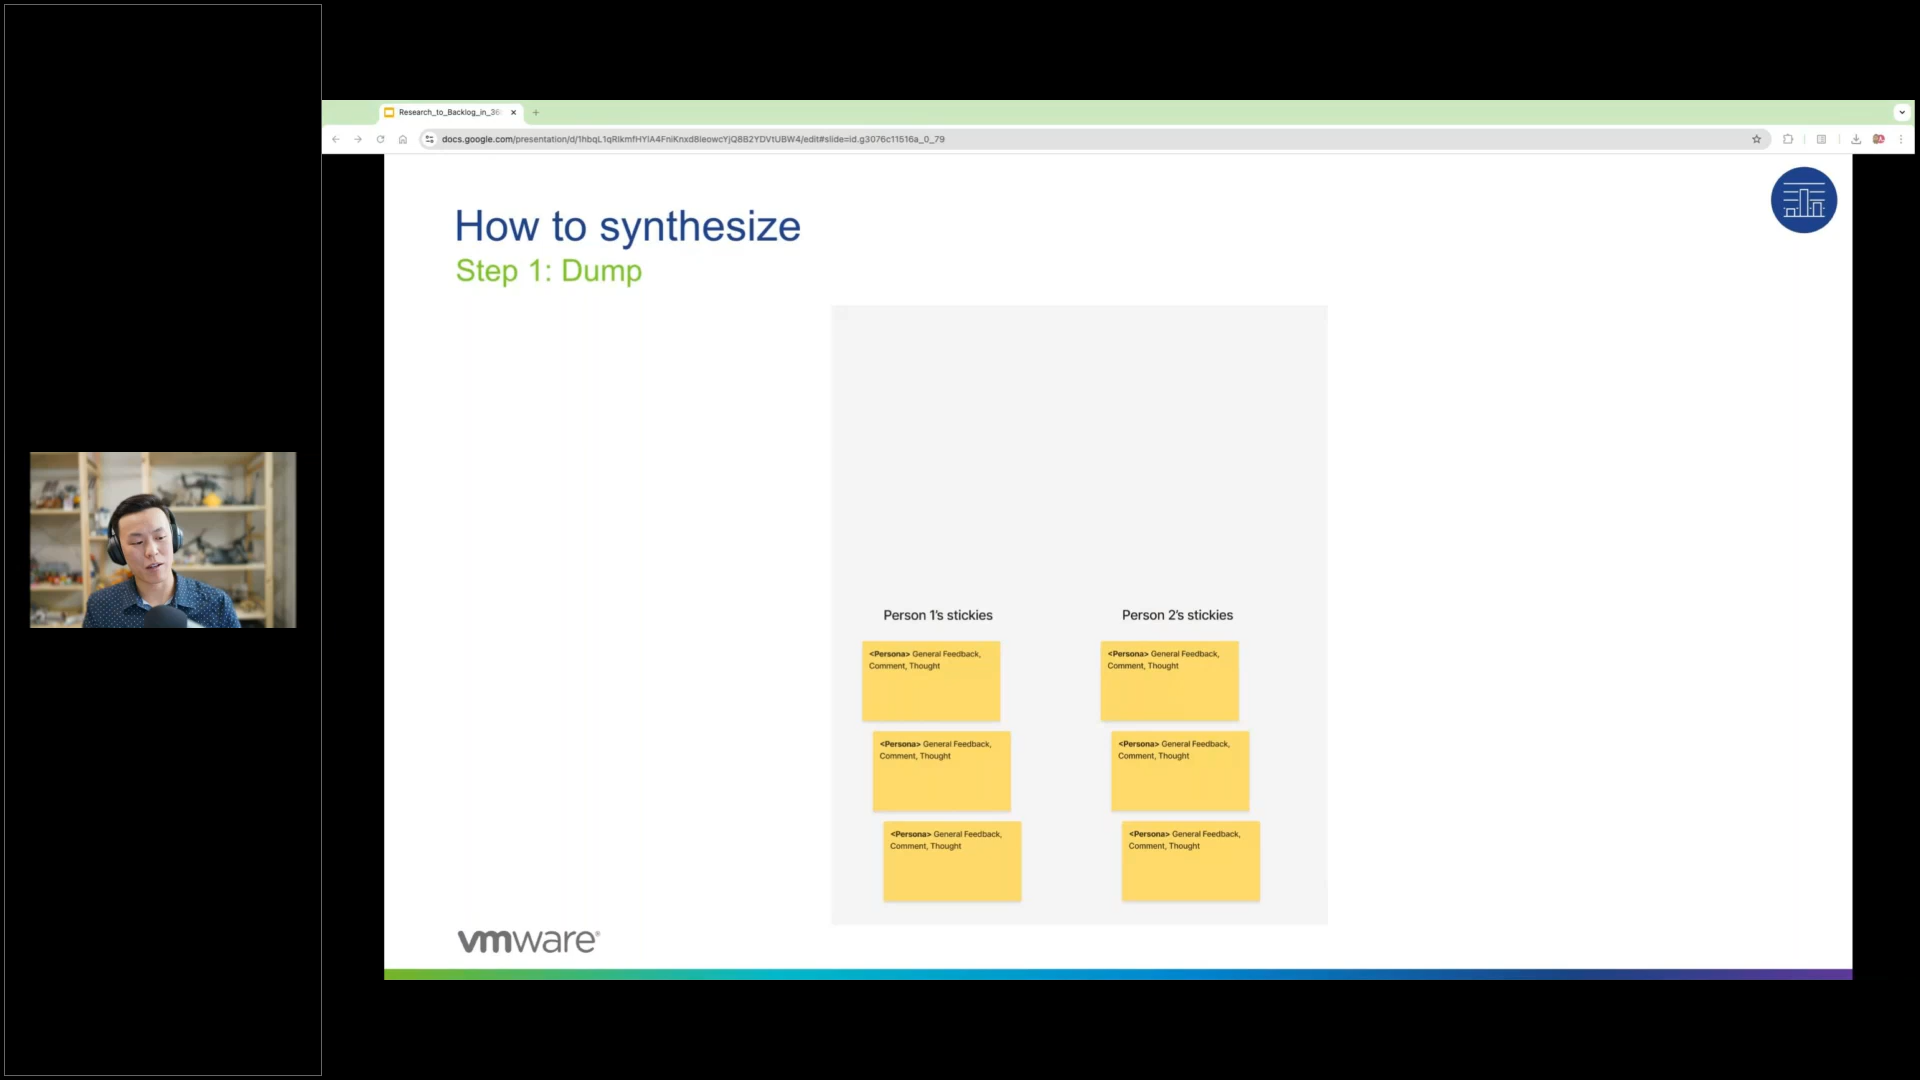 Research_to_Backlog_in_36
docs.google.com/presentation/d/1hbqL1qRlkmfHYlA4FniKnxd8leowcYjQ8B2YDVtUBW4/edit#slide=id.g3076c11516a_0_79
How to synthesize
Step 1: Dump
Person 1's stickies
Person 2's stickies
<Persona> General Feedback,
Comment, Thought
<Persona> General Feedback,
Comment, Thought
<Persona> General Feedback,
Comment, Thought
<Persona> General Feedback,
Comment, Thought
<Persona> General Feedback,
Comment, Thought
<Persona> General Feedback,
Comment, Thought
vmware®